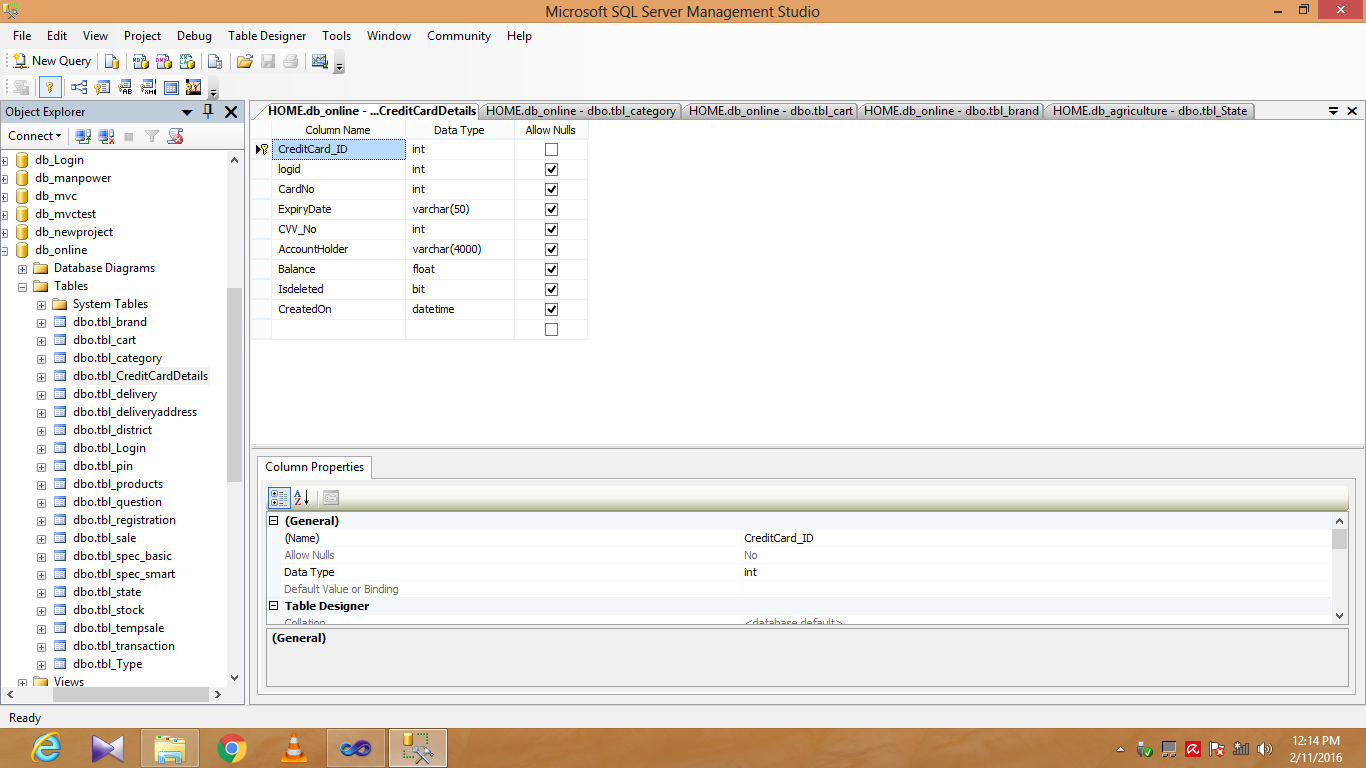 Microsoft SQL Server Management Studio
File Edit View Project Debug Table Designer Tools Window Community Help
New Query
Object Explorer
Connect
db_Login
db_manpower
db_mvc
db_mvctest
db_newproject
db_online
Database Diagrams
Tables
System Tables
dbo.tbl_brand
dbo.tbl_cart
dbo.tbl_category
dbo.tbl_CreditCardDetails
dbo.tbl_delivery
dbo.tbl_deliveryaddress
dbo.tbl_district
dbo.tbl_Login
dbo.tbl_pin
dbo.tbl_products
dbo.tbl_question
dbo.tbl_registration
dbo.tbl_sale
dbo.tbl_spec_basic
dbo.tbl_spec_smart
dbo.tbl_state
dbo.tbl_stock
dbo.tbl_tempsale
dbo.tbl_transaction
dbo.tbl_Type
Views
HOME.db_online - ...CreditCardDetails HOME.db_online - dbo.tbl_category HOME.db_online - dbo.tbl_cart HOME.db_online - dbo.tbl_brand HOME.db_agriculture - dbo.tbl_State
Column Name Data Type Allow Nulls
CreditCard_ID int
logid int
CardNo int
ExpiryDate varchar(50)
CVV_No int
AccountHolder varchar(4000)
Balance float
Isdeleted bit
CreatedOn datetime
Column Properties
(General)
(Name) CreditCard_ID
Allow Nulls No
Data Type int
Default Value or Binding
Table Designer
Collation <database default>
(General)
Ready
12:14 PM
2/11/2016